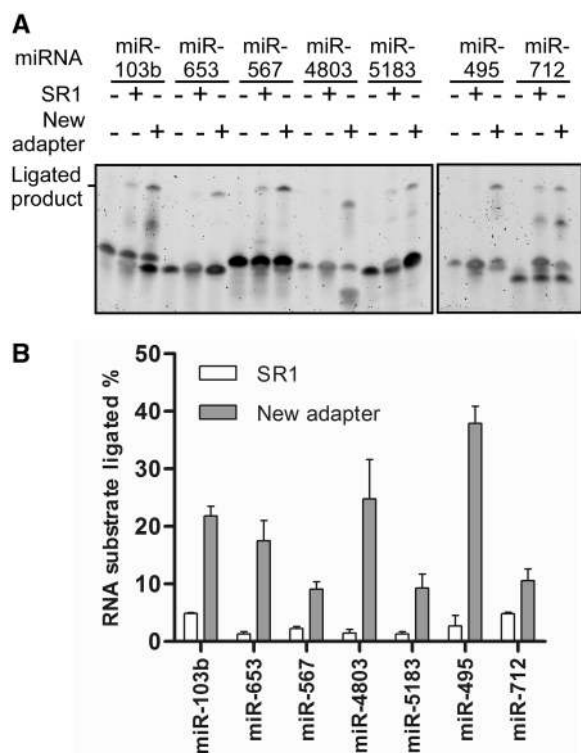 A
miRNA miR-103b miR-653 miR-567 miR-4803 miR-5183 miR-495 miR-712
SR1 - + - - + - - + - - + - - + - - + - - + -
New adapter - - + - - + - - + - - + - - + - - + - - +
Ligated product
B
50
40
30
20
10
0
RNA substrate ligated %
SR1
New adapter
miR-103b
miR-653
miR-567
miR-4803
miR-5183
miR-495
miR-712